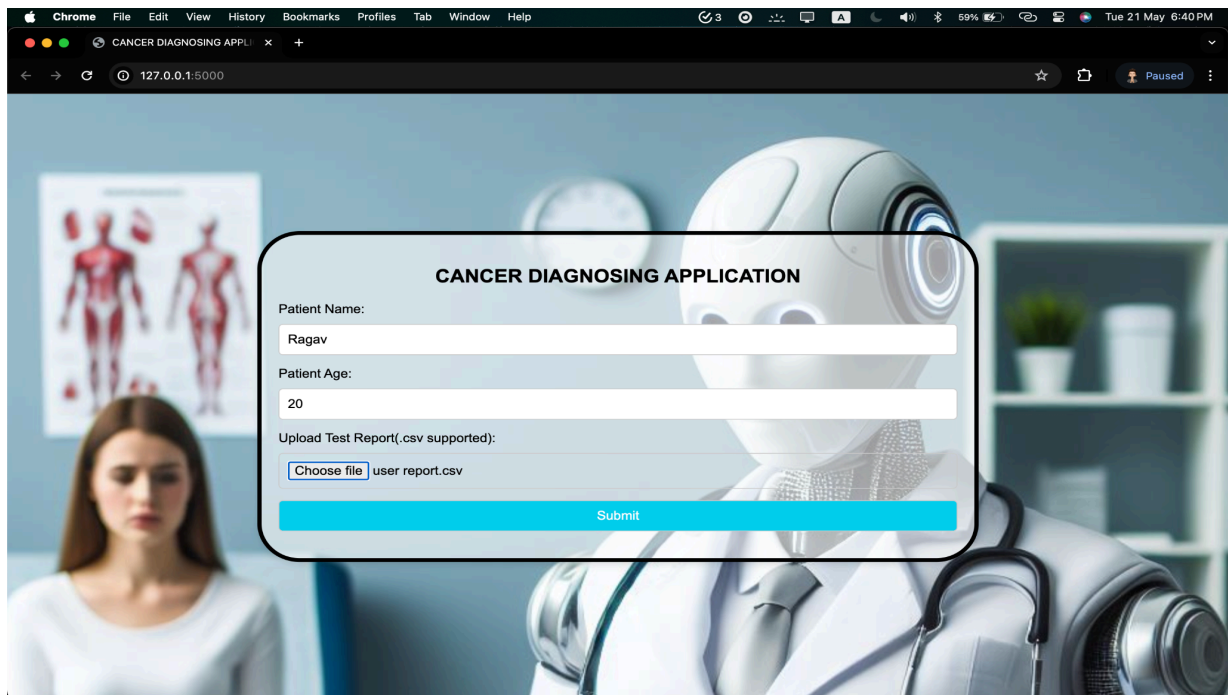 Chrome File Edit View History Bookmarks Profiles Tab Window Help 3 A 59% Tue 21 May 6:40 PM
CANCER DIAGNOSING APPLI
127.0.0.1:5000 Paused
CANCER DIAGNOSING APPLICATION
Patient Name:
Ragav
Patient Age:
20
Upload Test Report(.csv supported):
Choose file user report.csv
Submit